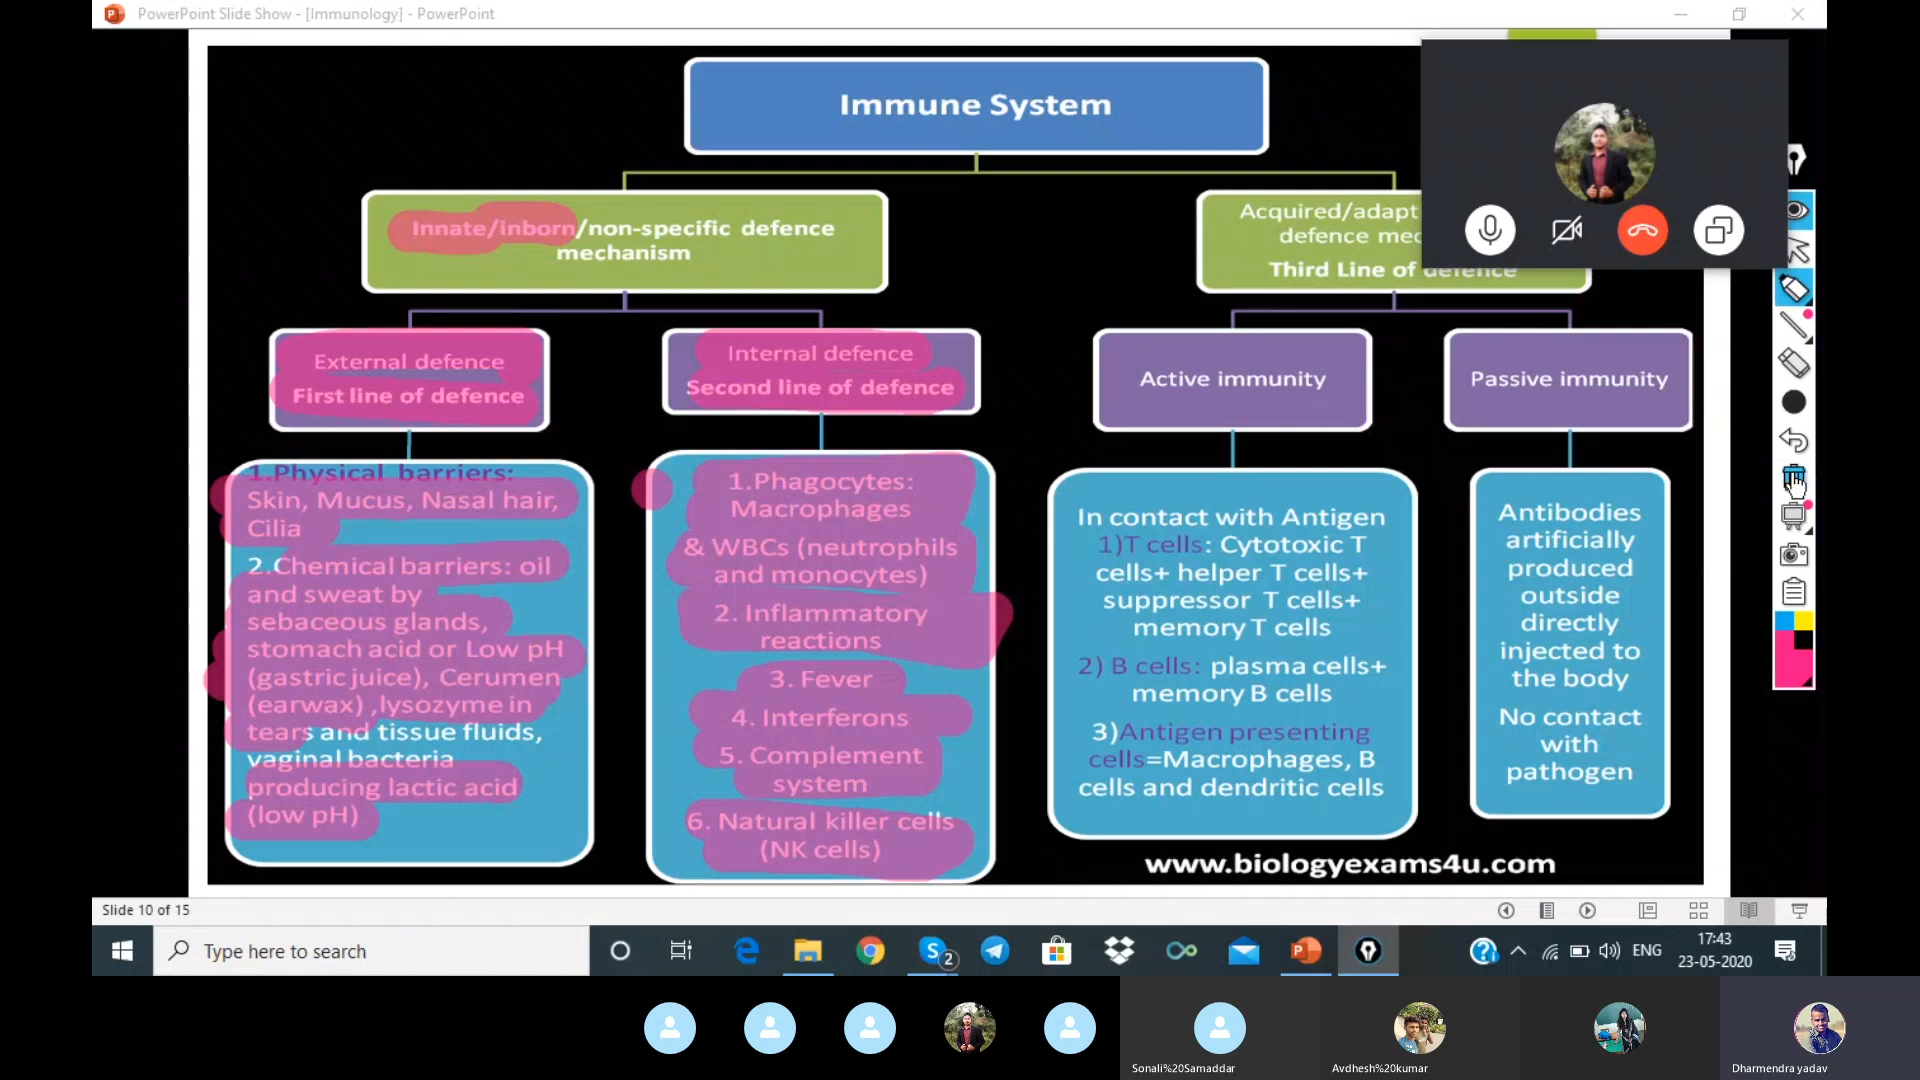 PowerPoint Slide Show - [Immunology] - PowerPoint
Immune System
Innate/inborn/non-specific defence
mechanism
Acquired/adapt
defence mec
Third Line of defence
External defence
First line of defence
Internal defence
Second line of defence
Active immunity
Passive immunity
1.Physical barriers:
Skin, Mucus, Nasal hair,
Cilia
2.Chemical barriers: oil
and sweat by
sebaceous glands,
stomach acid or Low pH
(gastric juice), Cerumen
(earwax) ,lysozyme in
tears and tissue fluids,
vaginal bacteria
producing lactic acid
(low pH)
1.Phagocytes:
Macrophages
& WBCs (neutrophils
and monocytes)
2. Inflammatory
reactions
3. Fever
4. Interferons
5. Complement
system
6. Natural killer cells
(NK cells)
In contact with Antigen
1)T cells: Cytotoxic T
cells+ helper T cells+
suppressor T cells+
memory T cells
2) B cells: plasma cells+
memory B cells
3)Antigen presenting
cells=Macrophages, B
cells and dendritic cells
Antibodies
artificially
produced
outside
directly
injected to
the body
No contact
with
pathogen
www.biologyexams4u.com
Slide 10 of 15
Type here to search
2
ENG
17:43
23-05-2020
Sonali%20Samaddar
Avdhesh%20kumar
Dharmendra yadav